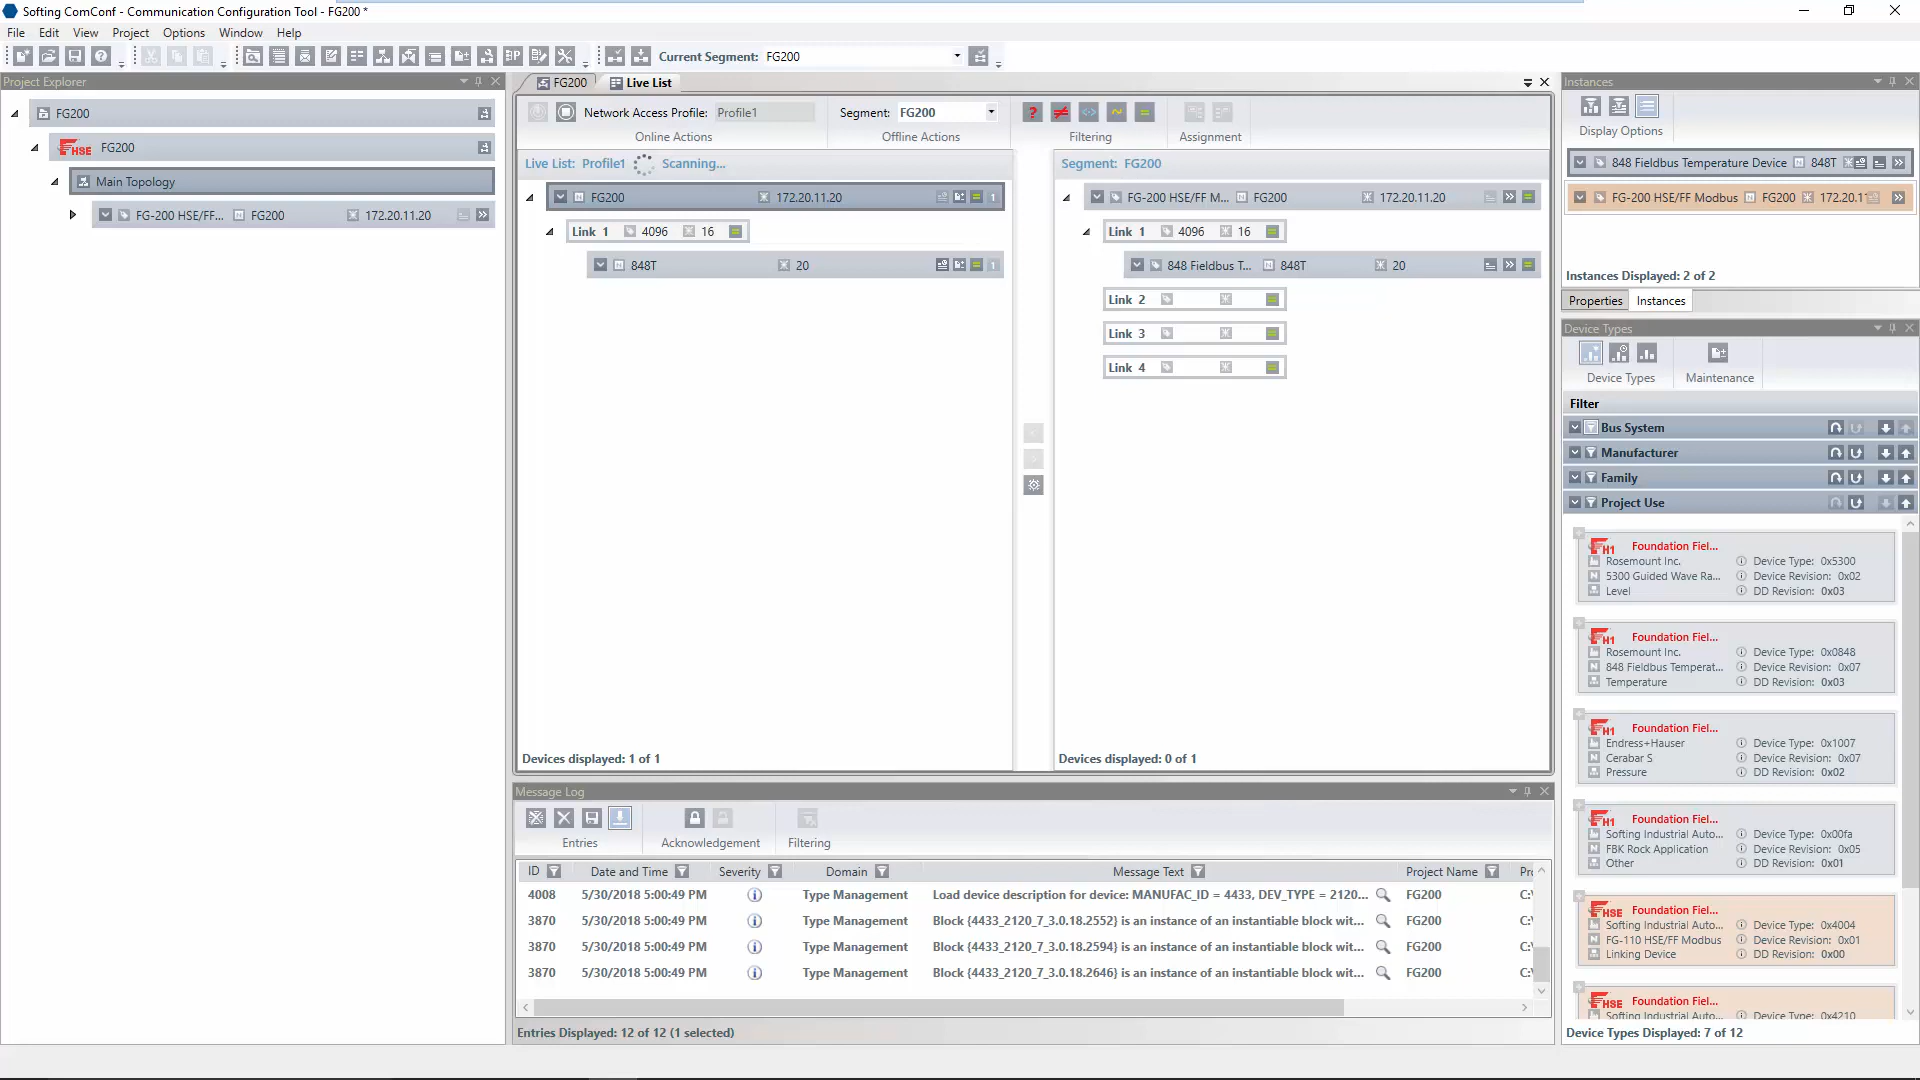 Softing ComConf - Communication Configuration Tool - FG200 *
File Edit View Project Options Window Help
Current Segment: FG200
Project Explorer
FG200
HSE FG200
Main Topology
FG-200 HSE/FF... FG200 172.20.11.20
FG200 Live List
Network Access Profile: Profile1 Segment: FG200
Online Actions Offline Actions Filtering Assignment
Live List: Profile1 Scanning...
FG200 172.20.11.20
Link 1 4096 16
848T 20
Devices displayed: 1 of 1
Segment: FG200
FG-200 HSE/FF M... FG200 172.20.11.20
Link 1 4096 16
848 Fieldbus T... 848T 20
Link 2
Link 3
Link 4
Devices displayed: 0 of 1
Message Log
Entries Acknowledgement Filtering
ID Date and Time Severity Domain Message Text Project Name
4008 5/30/2018 5:00:49 PM Type Management Load device description for device: MANUFAC_ID = 4433, DEV_TYPE = 2120... FG200
3870 5/30/2018 5:00:49 PM Type Management Block {4433_2120_7_3.0.18.2552} is an instance of an instantiable block wit... FG200
3870 5/30/2018 5:00:49 PM Type Management Block {4433_2120_7_3.0.18.2594} is an instance of an instantiable block wit... FG200
3870 5/30/2018 5:00:49 PM Type Management Block {4433_2120_7_3.0.18.2646} is an instance of an instantiable block wit... FG200
Entries Displayed: 12 of 12 (1 selected)
Instances
Display Options
848 Fieldbus Temperature Device 848T
FG-200 HSE/FF Modbus FG200
Instances Displayed: 2 of 2
Properties Instances
Device Types
Device Types Maintenance
Filter
Bus System
Manufacturer
Family
Project Use
H1 Foundation Fiel...
Rosemount Inc. Device Type: 0x5300
5300 Guided Wave Ra... Device Revision: 0x02
Level DD Revision: 0x03
H1 Foundation Fiel...
Rosemount Inc. Device Type: 0x0848
848 Fieldbus Temperat... Device Revision: 0x07
Temperature DD Revision: 0x03
H1 Foundation Fiel...
Endress+Hauser Device Type: 0x1007
Cerabar S Device Revision: 0x07
Pressure DD Revision: 0x02
H1 Foundation Fiel...
Softing Industrial Auto... Device Type: 0x00fa
FBK Rock Application Device Revision: 0x05
Other DD Revision: 0x01
HSE Foundation Fiel...
Softing Industrial Auto... Device Type: 0x4004
FG-110 HSE/FF Modbus Device Revision: 0x01
Linking Device DD Revision: 0x00
HSE Foundation Fiel...
Softing Industrial Auto... Device Type: 0x4210
Device Types Displayed: 7 of 12